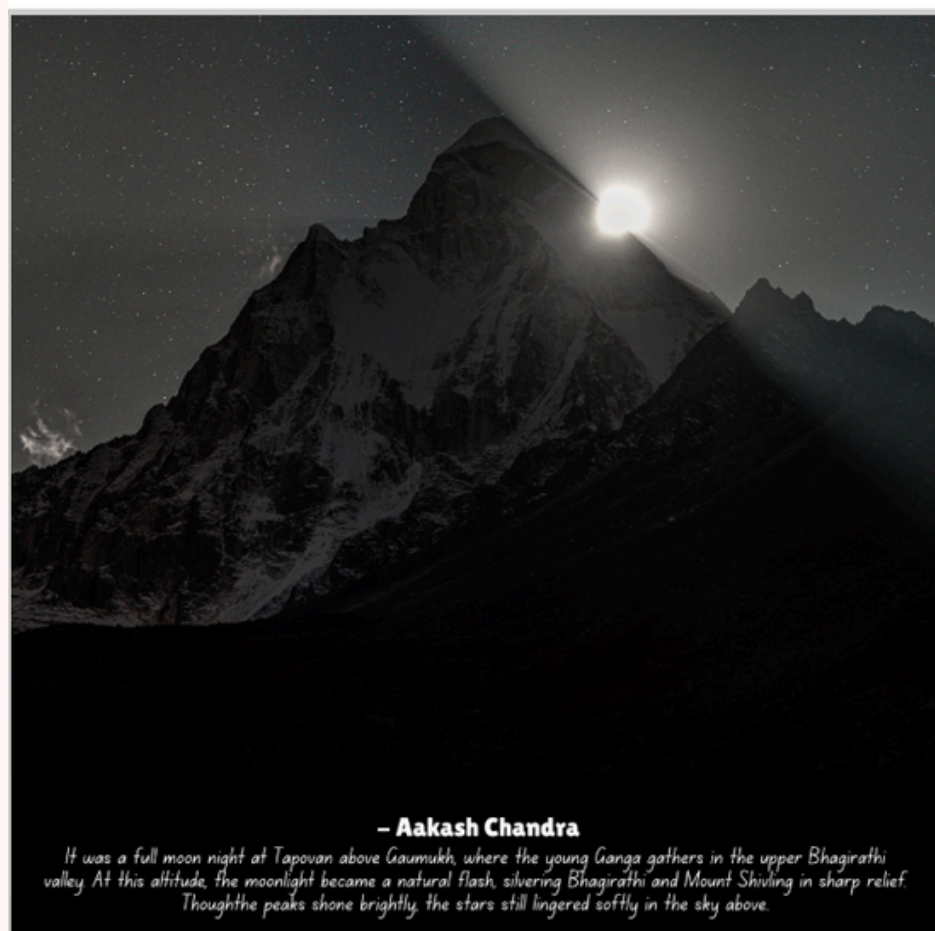 – Aakash Chandra
It was a full moon night at Tapovan above Gaumukh, where the young Ganga gathers in the upper Bhagirathi
valley. At this altitude, the moonlight became a natural flash, silvering Bhagirathi and Mount Shivling in sharp relief.
Thoughthe peaks shone brightly, the stars still lingered softly in the sky above.